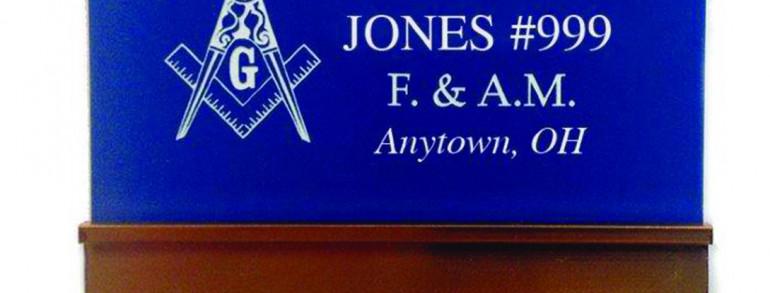 JONES #999
F. & A.M.
Anytown, OH
G